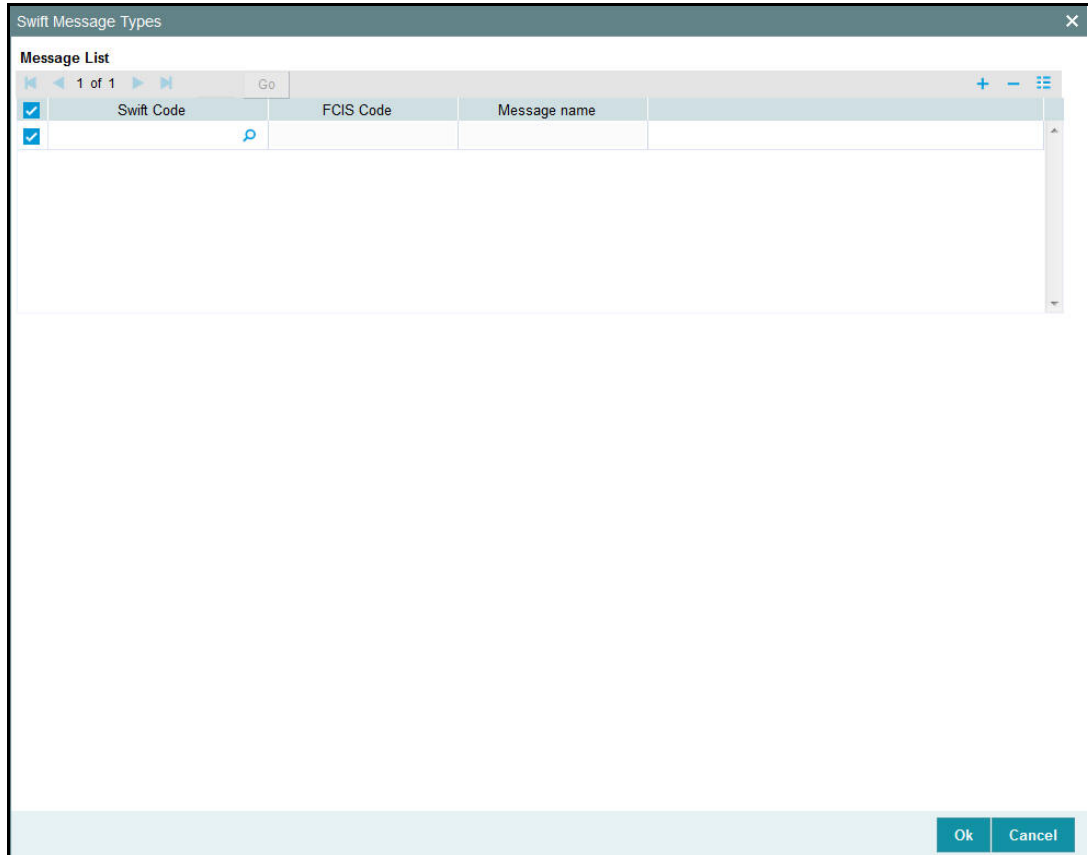 Swift Message Types
Message List
1 of 1 Go
Swift Code FCIS Code Message name
Ok Cancel